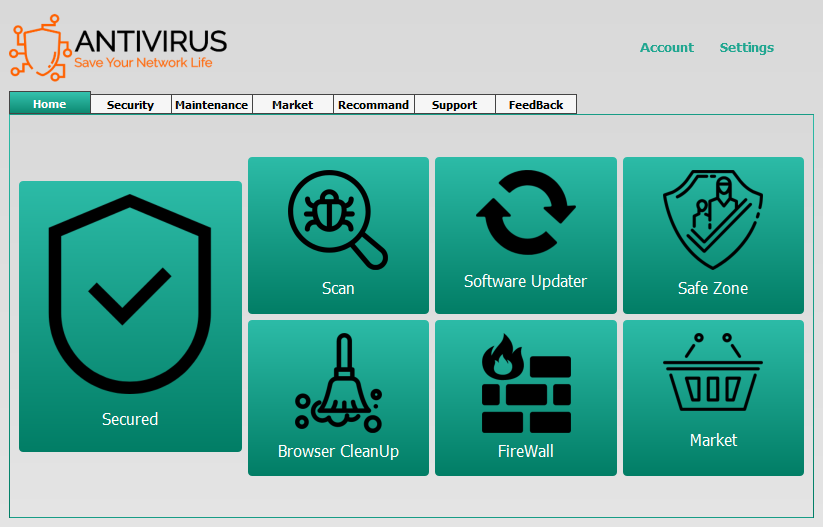 ANTIVIRUS
Save Your Network Life
Account Settings
Home Security Maintenance Market Recommand Support FeedBack
Secured
Scan
Software Updater
Safe Zone
Browser CleanUp
FireWall
Market